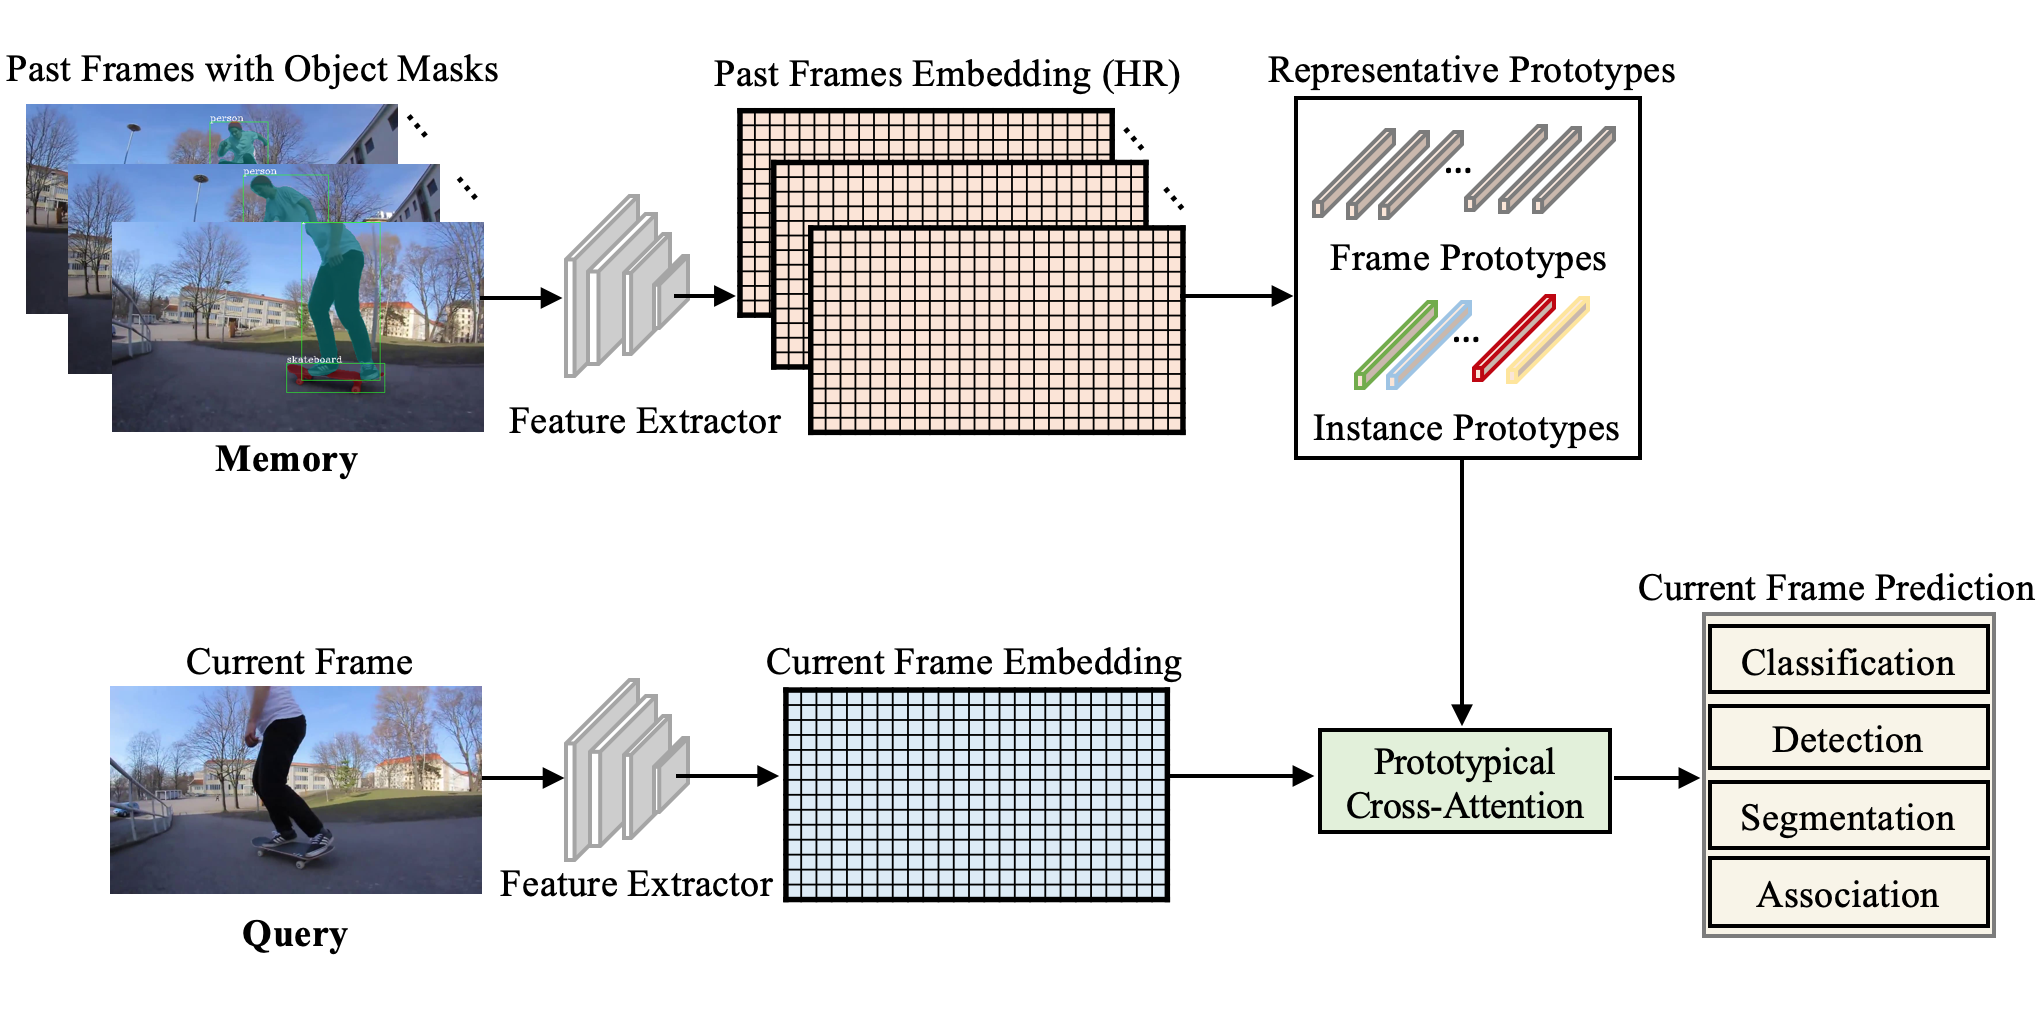 Past Frames with Object Masks
person
person
skateboard
Memory
Feature Extractor
Past Frames Embedding (HR)
Representative Prototypes
...
Frame Prototypes
...
Instance Prototypes
Current Frame
Query
Feature Extractor
Current Frame Embedding
Prototypical
Cross-Attention
Current Frame Prediction
Classification
Detection
Segmentation
Association